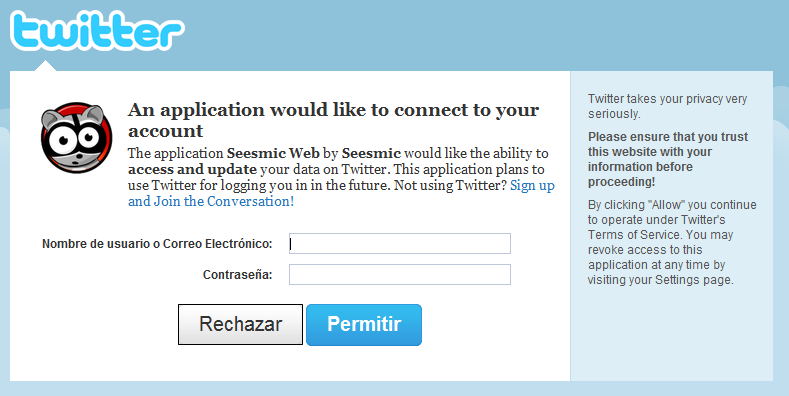 twitter
An application would like to connect to your
account
The application Seesmic Web by Seesmic would like the ability to
access and update your data on Twitter. This application plans to
use Twitter for logging you in in the future. Not using Twitter? Sign up
and Join the Conversation!
Nombre de usuario o Correo Electrónico:
Contraseña:
Rechazar
Permitir
Twitter takes your privacy very
seriously.
Please ensure that you trust
this website with your
information before
proceeding!
By clicking "Allow" you continue
to operate under Twitter's
Terms of Service. You may
revoke access to this
application at any time by
visiting your Settings page.